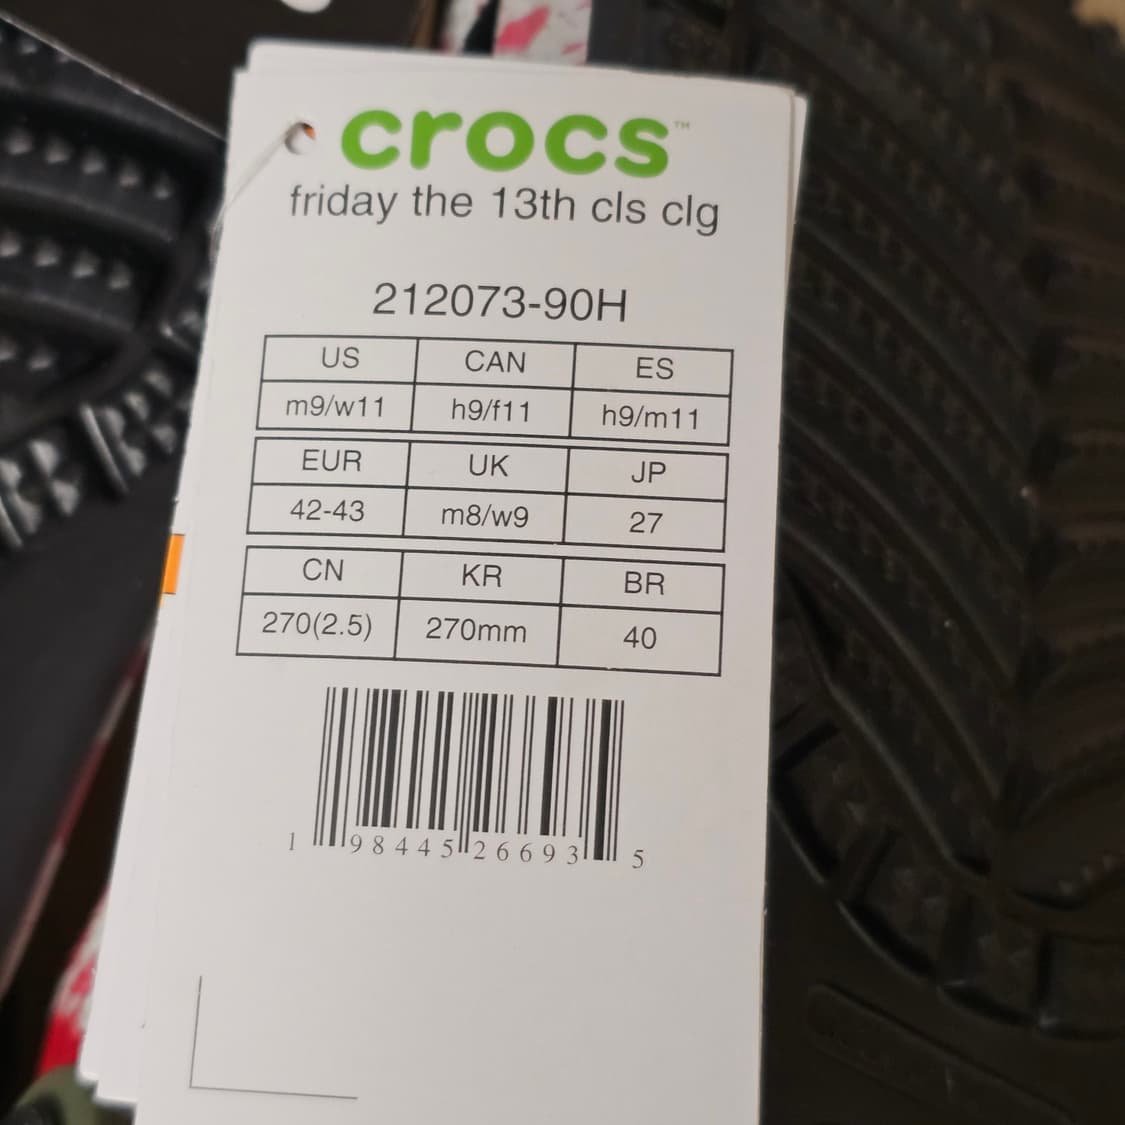 crocs™
friday the 13th cls clg
212073-90H
US CAN ES
m9/w11 h9/f11 h9/m11
EUR UK JP
42-43 m8/w9 27
CN KR BR
270(2.5) 270mm 40
1 98445 26693 5